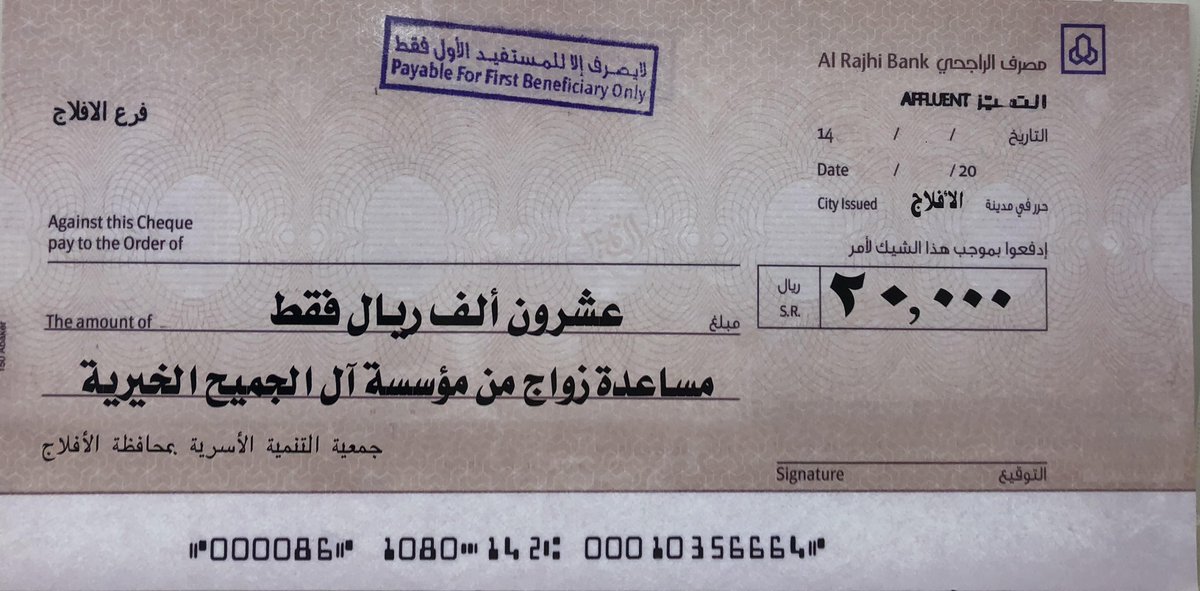 لايصرف إلا للمستفيد الأول فقط
Payable For First Beneficiary Only
Al Rajhi Bank مصرف الراجحي
AFFLUENT التميّز
فرع الافلاج
14 / / التاريخ
Date / / 20
City Issued الأفلاج حرر في مدينة
Against this Cheque
pay to the Order of
إدفعوا بموجب هذا الشيك لأمر
ريال
S.R.
٢٠,٠٠٠
The amount of عشرون ألف ريال فقط مبلغ
مساعدة زواج من مؤسسة آل الجميح الخيرية
جمعية التنمية الأسرية بمحافظة الأفلاج
Signature التوقيع
⑈000086⑈ 1080⑉142⑆ 00010356664⑈